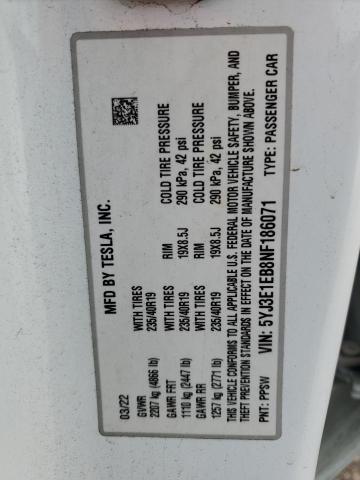 MFD BY TESLA, INC.
03/22
GVWR WITH TIRES RIM COLD TIRE PRESSURE
2207 kg (4866 lb) 235/40R19 19X8.5J 290 kPa, 42 psi
GAWR FRT WITH TIRES RIM COLD TIRE PRESSURE
1110 kg (2447 lb) 235/40R19 19X8.5J 290 kPa, 42 psi
GAWR RR
1257 kg (2771 lb)
THIS VEHICLE CONFORMS TO ALL APPLICABLE U.S. FEDERAL MOTOR VEHICLE SAFETY, BUMPER, AND
THEFT PREVENTION STANDARDS IN EFFECT ON THE DATE OF MANUFACTURE SHOWN ABOVE.
PNT: PPSW VIN: 5YJ3E1EB8NF186071 TYPE: PASSENGER CAR